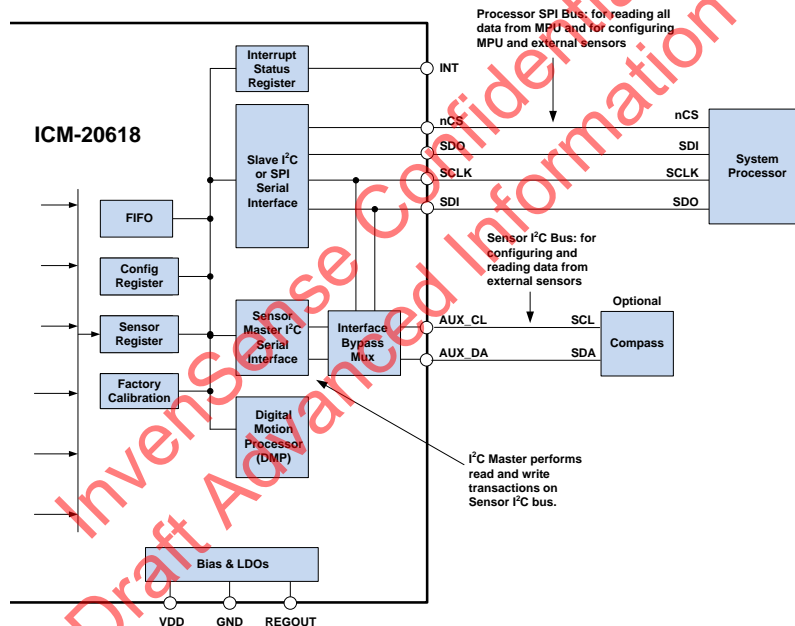 Processor SPI Bus: for reading all
data from MPU and for configuring
MPU and external sensors
Interrupt
Status
Register
INT
ICM-20618
nCS
nCS
Slave I²C
or SPI
Serial
Interface
SDO
SDI
SCLK
SCLK
SDI
SDO
System
Processor
FIFO
Config
Register
Sensor I²C Bus: for
configuring and
reading data from
external sensors
Optional
Sensor
Register
Sensor
Master I²C
Serial
Interface
Interface
Bypass
Mux
AUX_CL
SCL
AUX_DA
SDA
Compass
Factory
Calibration
Digital
Motion
Processor
(DMP)
I²C Master performs
read and write
transactions on
Sensor I²C bus.
Bias & LDOs
VDD
GND
REGOUT
InvenSense Confidential
Draft Advanced Information